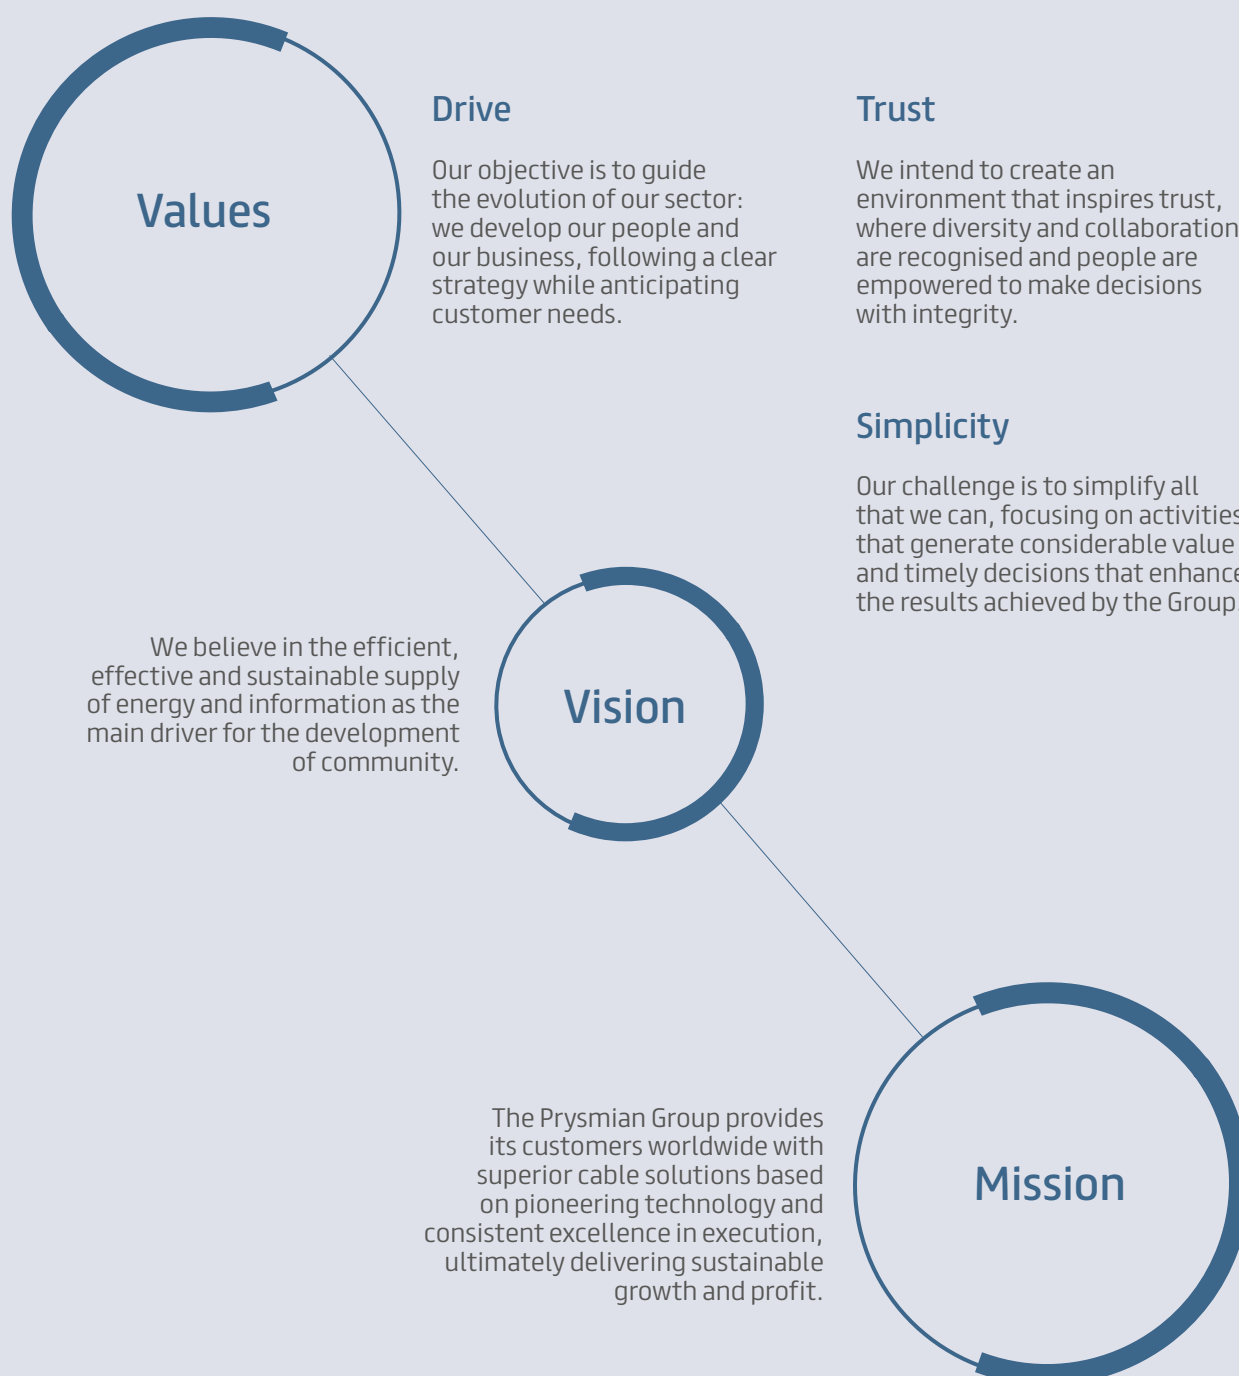 Values
Drive
Our objective is to guide
the evolution of our sector:
we develop our people and
our business, following a clear
strategy while anticipating
customer needs.
Trust
We intend to create an
environment that inspires trust,
where diversity and collaboration
are recognised and people are
empowered to make decisions
with integrity.
Simplicity
Our challenge is to simplify all
that we can, focusing on activities
that generate considerable value
and timely decisions that enhance
the results achieved by the Group.
We believe in the efficient,
effective and sustainable supply
of energy and information as the
main driver for the development
of community.
Vision
The Prysmian Group provides
its customers worldwide with
superior cable solutions based
on pioneering technology and
consistent excellence in execution,
ultimately delivering sustainable
growth and profit.
Mission